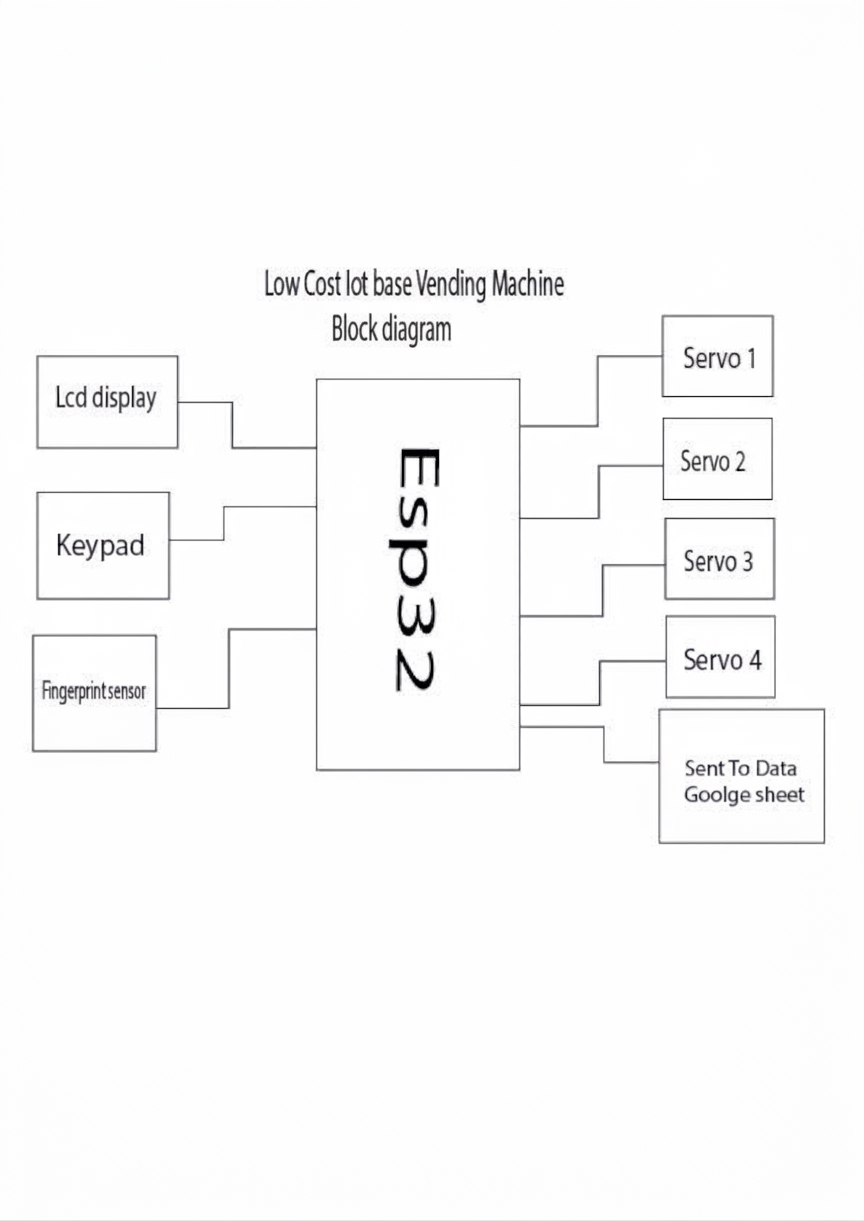 Low Cost Iot base Vending Machine
Block diagram
Lcd display
Keypad
Fingerprint sensor
Esp32
Servo 1
Servo 2
Servo 3
Servo 4
Sent To Data
Goolge sheet